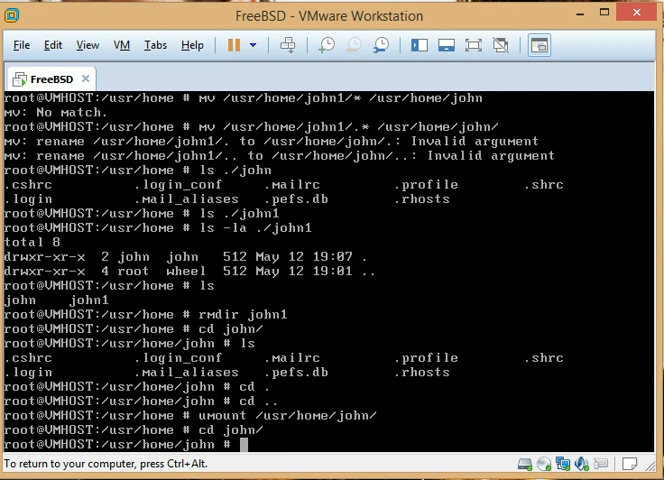 FreeBSD - VMware Workstation
File Edit View VM Tabs Help
FreeBSD
root@VMHOST:/usr/home # mv /usr/home/john1/* /usr/home/john
mv: No match.
root@VMHOST:/usr/home # mv /usr/home/john1/.* /usr/home/john/
mv: rename /usr/home/john1/. to /usr/home/john/.: Invalid argument
mv: rename /usr/home/john1/.. to /usr/home/john/..: Invalid argument
root@VMHOST:/usr/home # ls ./john
.cshrc .login_conf .Mailrc .profile .shrc
.login .Mail_aliases .pefs.db .rhosts
root@VMHOST:/usr/home # ls ./john1
root@VMHOST:/usr/home # ls -la ./john1
total 8
drwxr-xr-x 2 john john 512 May 12 19:07 .
drwxr-xr-x 4 root wheel 512 May 12 19:01 ..
root@VMHOST:/usr/home # ls
john john1
root@VMHOST:/usr/home # rmdir john1
root@VMHOST:/usr/home # cd john/
root@VMHOST:/usr/home/john # ls
.cshrc .login_conf .Mailrc .profile .shrc
.login .Mail_aliases .pefs.db .rhosts
root@VMHOST:/usr/home/john # cd .
root@VMHOST:/usr/home/john # cd ..
root@VMHOST:/usr/home # umount /usr/home/john/
root@VMHOST:/usr/home # cd john/
root@VMHOST:/usr/home/john #
To return to your computer, press Ctrl+Alt.